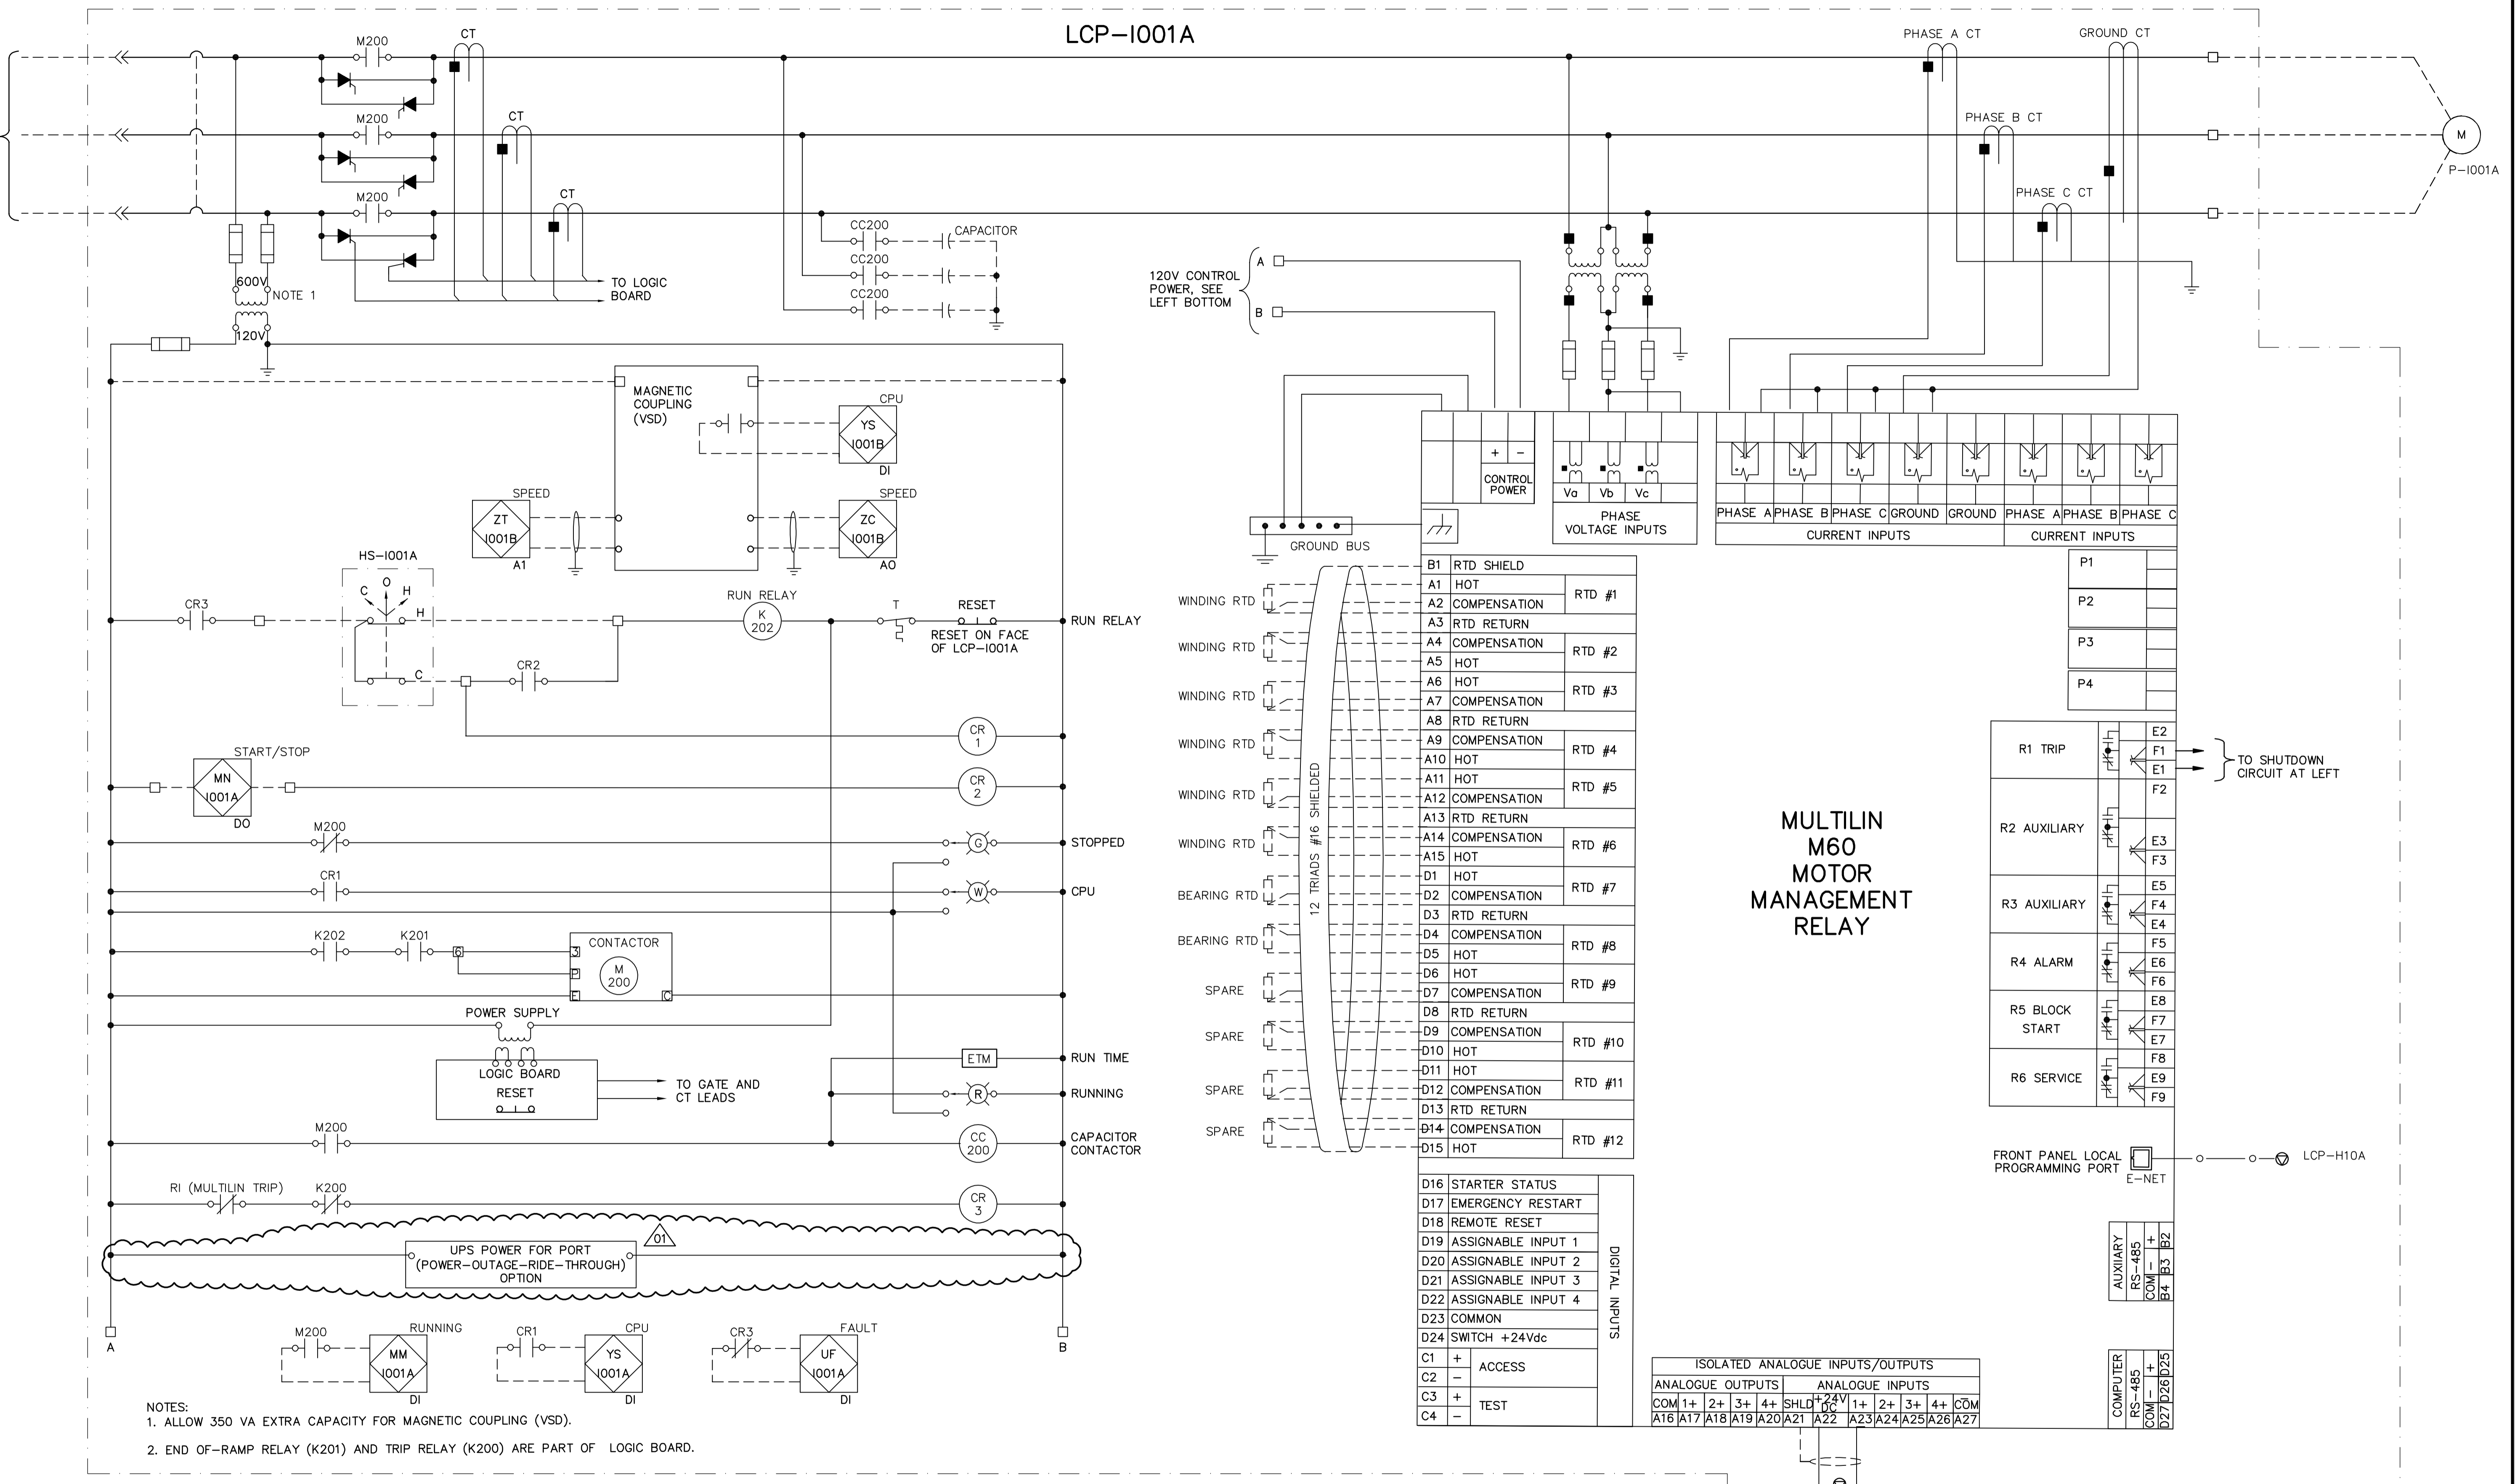 LCP-I001A
M200
CT
M200
CT
M200
CT
TO LOGIC
BOARD
600V
NOTE 1
120V
CC200
CAPACITOR
CC200
CC200
120V CONTROL
POWER, SEE
LEFT BOTTOM
A
B
PHASE A CT
GROUND CT
PHASE B CT
PHASE C CT
M
P-I001A
MAGNETIC
COUPLING
(VSD)
CPU
YS
I001B
DI
SPEED
ZT
I001B
A1
SPEED
ZC
I001B
AO
HS-I001A
C
O
H
H
C
CR3
CR2
RUN RELAY
K
202
T
RESET
RESET ON FACE
OF LCP-I001A
RUN RELAY
CR
1
START/STOP
MN
I001A
DO
CR
2
M200
G
STOPPED
CR1
W
CPU
K202
K201
6
3
P
E
C
CONTACTOR
M
200
POWER SUPPLY
LOGIC BOARD
RESET
TO GATE AND
CT LEADS
ETM
RUN TIME
R
RUNNING
M200
CC
200
CAPACITOR
CONTACTOR
RI (MULTILIN TRIP)
K200
CR
3
01
UPS POWER FOR PORT
(POWER-OUTAGE-RIDE-THROUGH)
OPTION
A
B
M200
RUNNING
MM
I001A
DI
CR1
CPU
YS
I001A
DI
CR3
FAULT
UF
I001A
DI
NOTES:
1. ALLOW 350 VA EXTRA CAPACITY FOR MAGNETIC COUPLING (VSD).
2. END OF-RAMP RELAY (K201) AND TRIP RELAY (K200) ARE PART OF LOGIC BOARD.
+ -
CONTROL
POWER
Va Vb Vc
PHASE
VOLTAGE INPUTS
PHASE A PHASE B PHASE C GROUND GROUND PHASE A PHASE B PHASE C
CURRENT INPUTS
CURRENT INPUTS
GROUND BUS
WINDING RTD
WINDING RTD
WINDING RTD
WINDING RTD
WINDING RTD
WINDING RTD
BEARING RTD
BEARING RTD
SPARE
SPARE
SPARE
SPARE
12 TRIADS #16 SHIELDED
B1 RTD SHIELD
A1 HOT
RTD #1
A2 COMPENSATION
A3 RTD RETURN
A4 COMPENSATION
RTD #2
A5 HOT
A6 HOT
RTD #3
A7 COMPENSATION
A8 RTD RETURN
A9 COMPENSATION
RTD #4
A10 HOT
A11 HOT
RTD #5
A12 COMPENSATION
A13 RTD RETURN
A14 COMPENSATION
RTD #6
A15 HOT
D1 HOT
RTD #7
D2 COMPENSATION
D3 RTD RETURN
D4 COMPENSATION
RTD #8
D5 HOT
D6 HOT
RTD #9
D7 COMPENSATION
D8 RTD RETURN
D9 COMPENSATION
RTD #10
D10 HOT
D11 HOT
RTD #11
D12 COMPENSATION
D13 RTD RETURN
D14 COMPENSATION
RTD #12
D15 HOT
D16 STARTER STATUS
D17 EMERGENCY RESTART
D18 REMOTE RESET
D19 ASSIGNABLE INPUT 1
D20 ASSIGNABLE INPUT 2
D21 ASSIGNABLE INPUT 3
D22 ASSIGNABLE INPUT 4
D23 COMMON
D24 SWITCH +24Vdc
C1 +
ACCESS
C2 -
C3 +
TEST
C4 -
DIGITAL INPUTS
MULTILIN
M60
MOTOR
MANAGEMENT
RELAY
P1
P2
P3
P4
R1 TRIP
E2
F1
E1
TO SHUTDOWN
CIRCUIT AT LEFT
R2 AUXILIARY
F2
E3
F3
R3 AUXILIARY
E5
F4
E4
R4 ALARM
F5
E6
F6
R5 BLOCK
START
E8
F7
E7
R6 SERVICE
F8
E9
F9
FRONT PANEL LOCAL
PROGRAMMING PORT
E-NET
LCP-H10A
AUXIIARY
RS-485
COM - +
B4 B3 B2
COMPUTER
RS-485
COM - +
D27 D26 D25
ISOLATED ANALOGUE INPUTS/OUTPUTS
ANALOGUE OUTPUTS ANALOGUE INPUTS
COM 1+ 2+ 3+ 4+ SHLD +24V DC 1+ 2+ 3+ 4+ COM
A16 A17 A18 A19 A20 A21 A22 A23 A24 A25 A26 A27